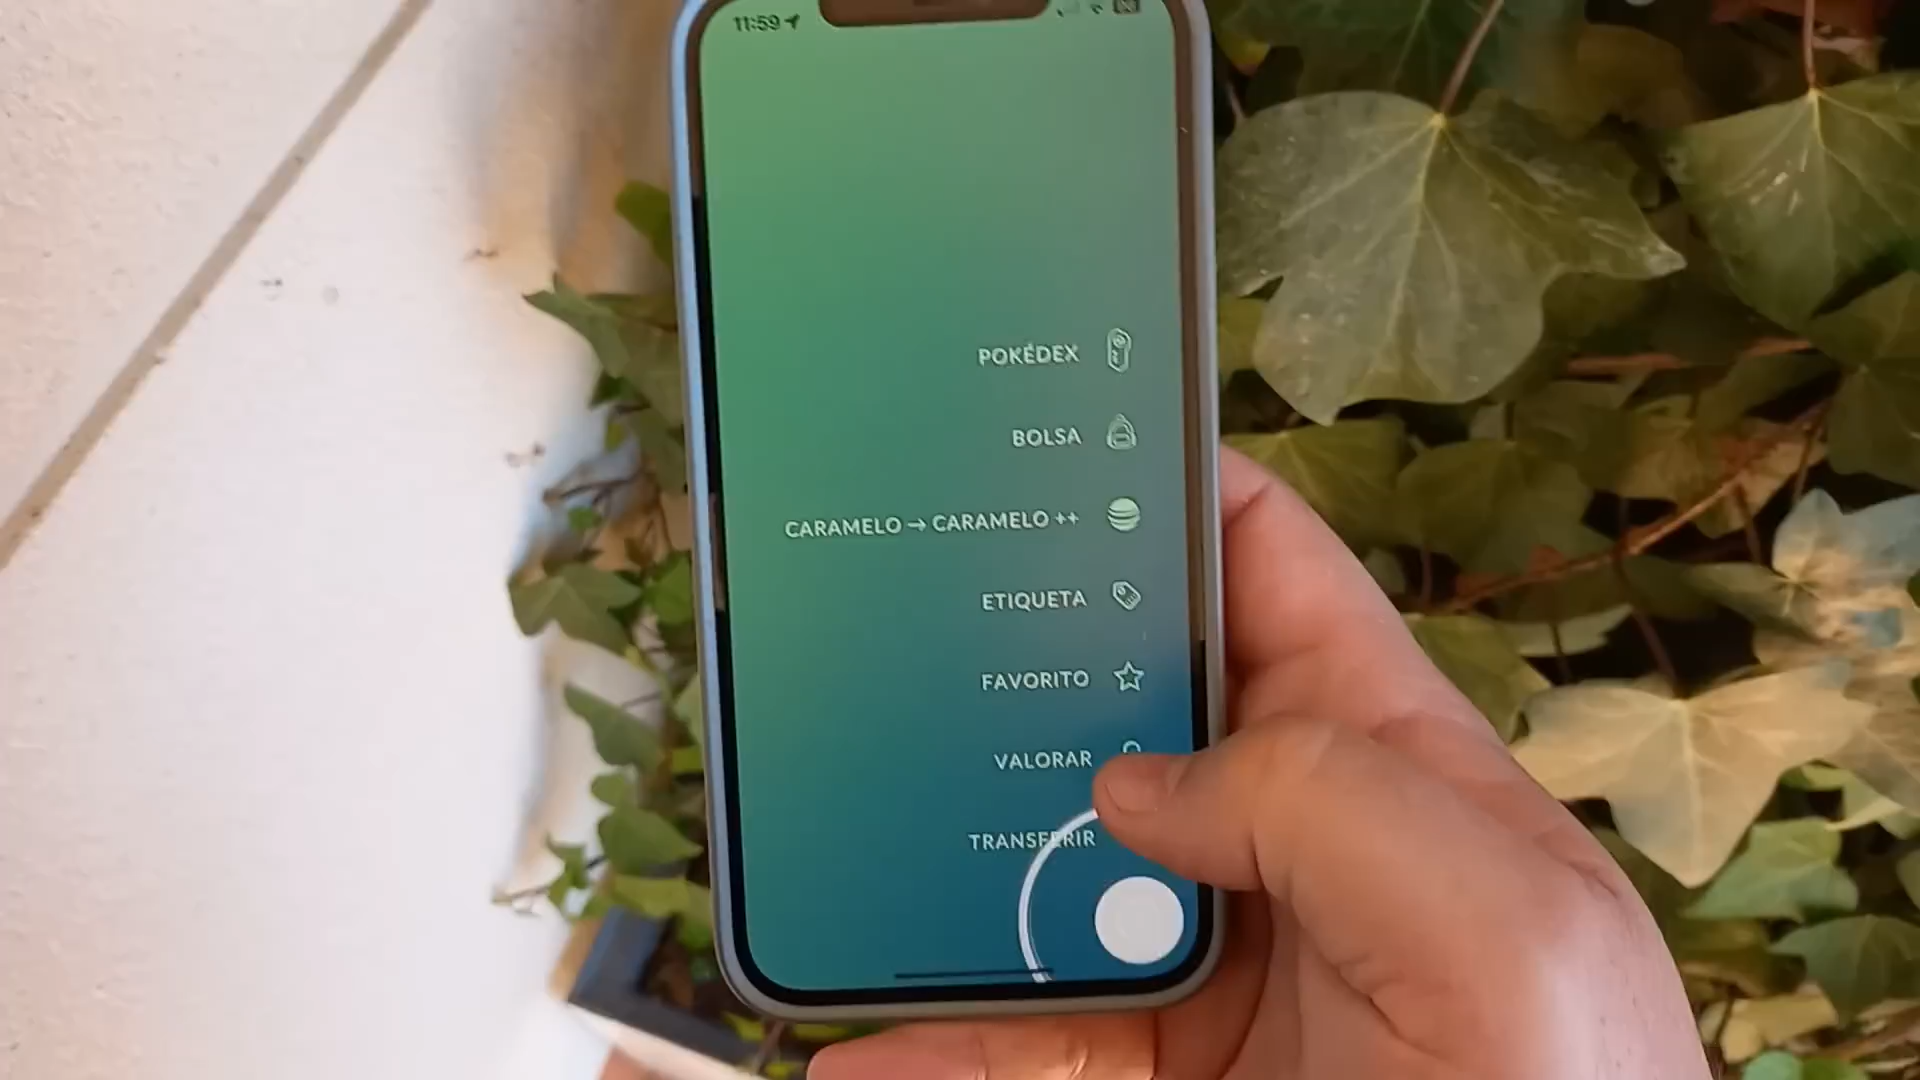 11:59
POKÉDEX
BOLSA
CARAMELO → CARAMELO ++
ETIQUETA
FAVORITO
VALORAR
TRANSFERIR